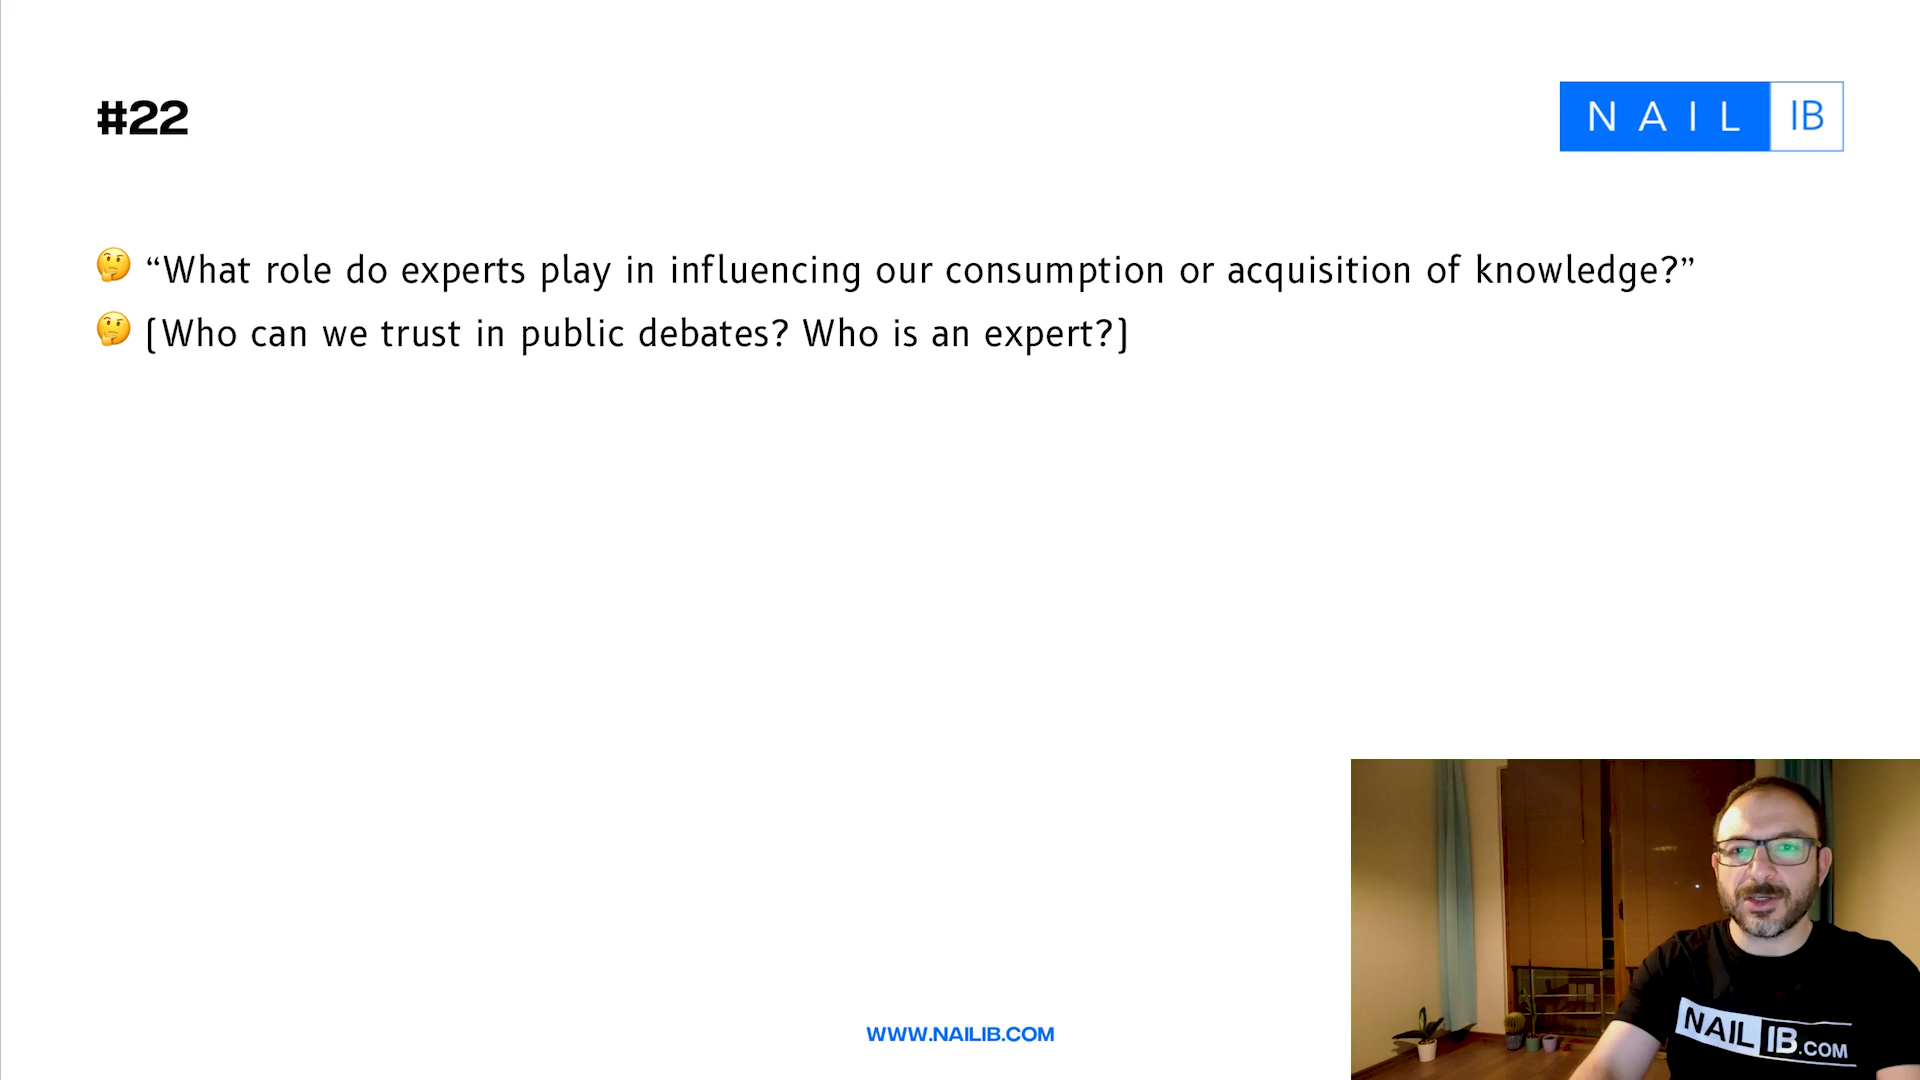 #22
NAIL IB
🤔 “What role do experts play in influencing our consumption or acquisition of knowledge?”
🤔 (Who can we trust in public debates? Who is an expert?)
WWW.NAILIB.COM
NAIL IB.COM